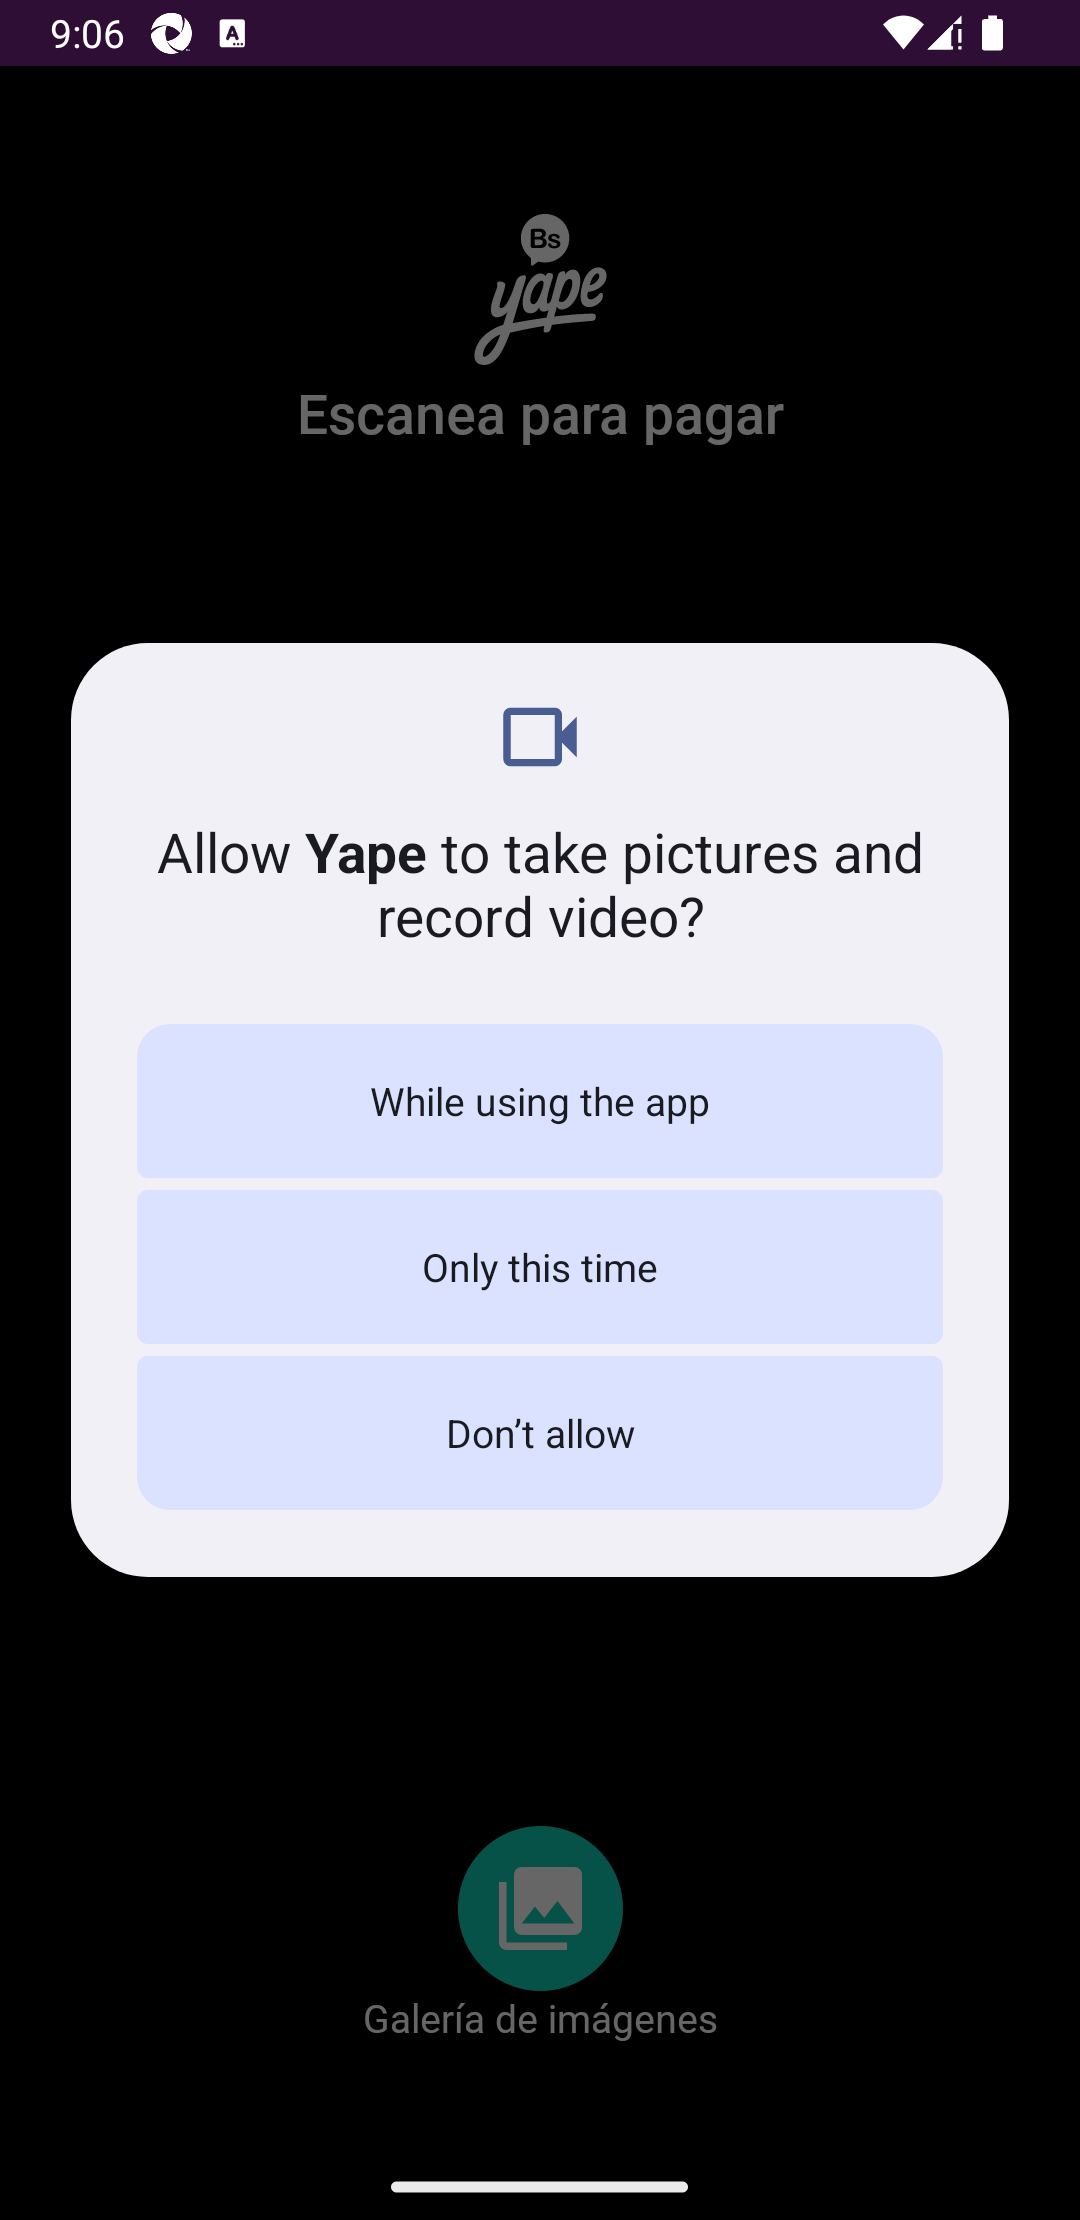 9:06
Bs
yape
Escanea para pagar
Allow Yape to take pictures and
record video?
While using the app
Only this time
Don’t allow
Galería de imágenes